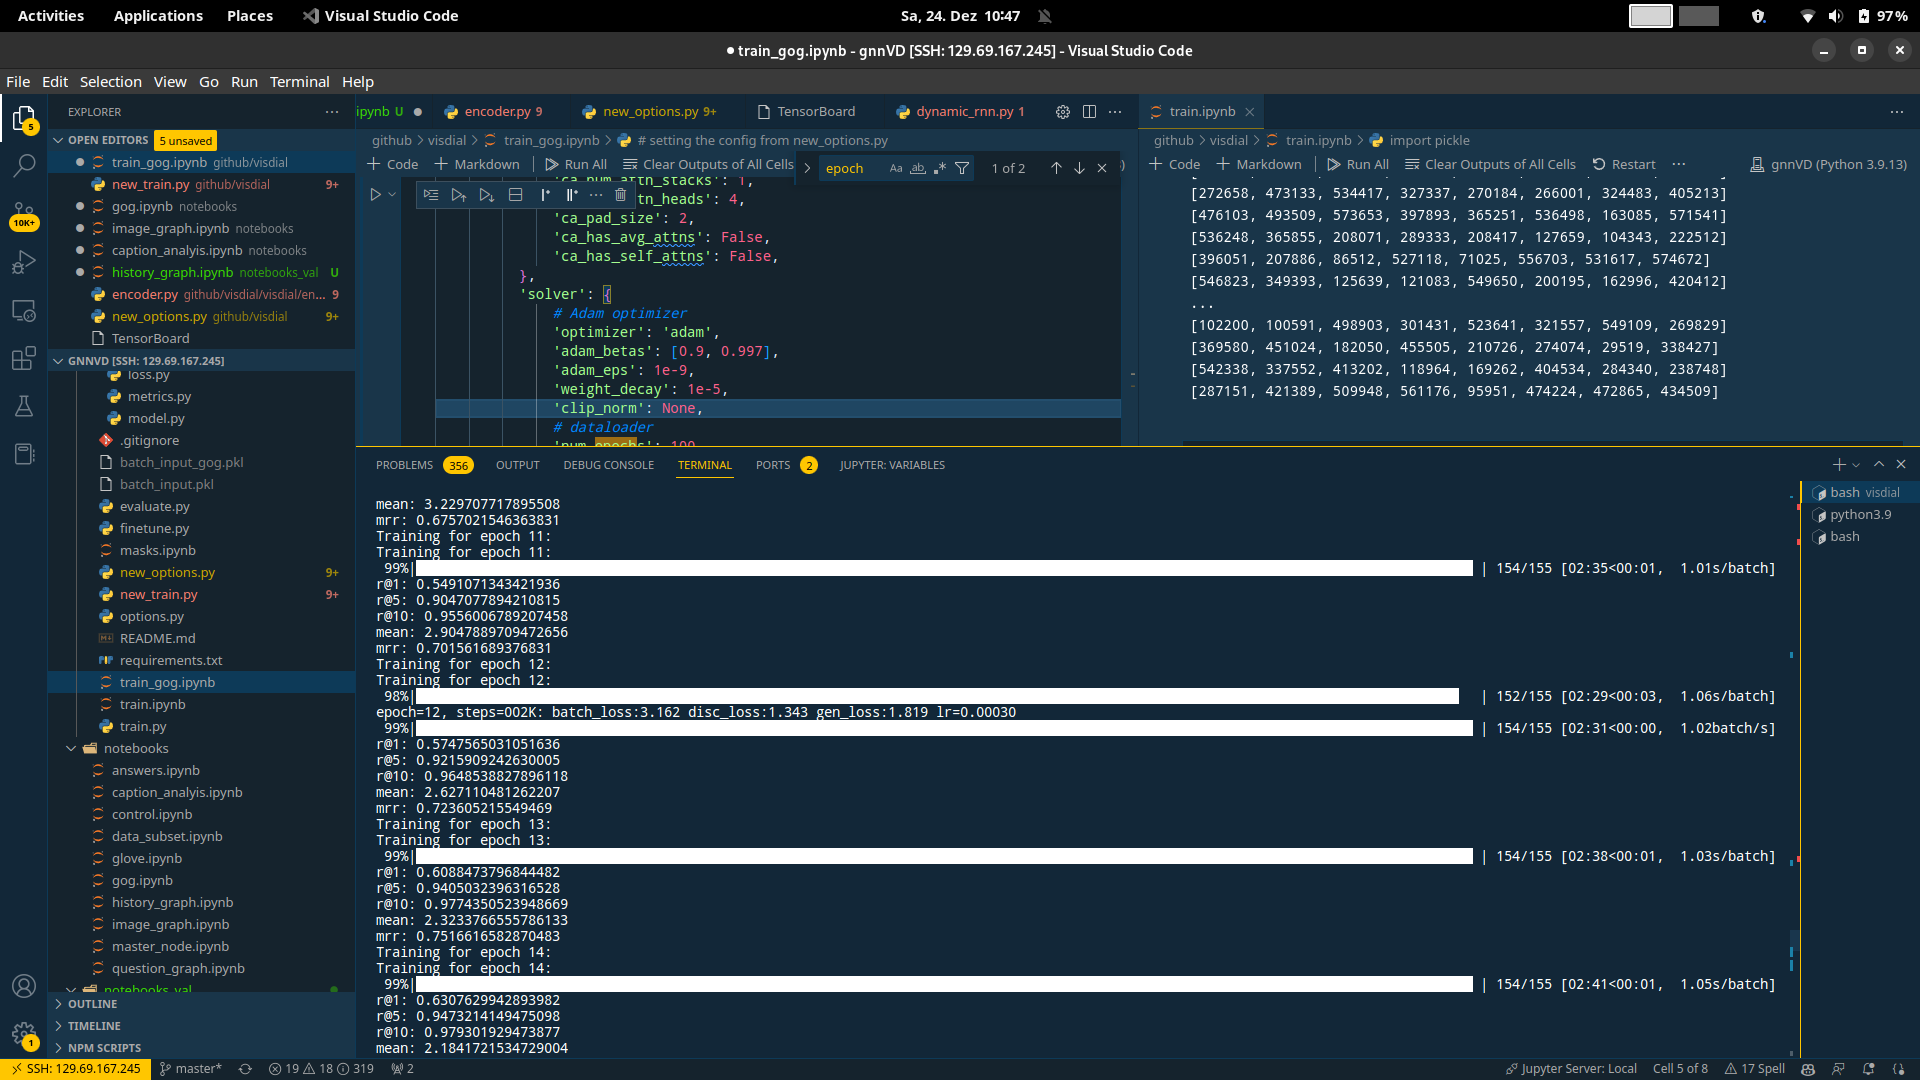 Activities Applications Places Visual Studio Code Sa, 24. Dez 10:47 97%
train_gog.ipynb - gnnVD [SSH: 129.69.167.245] - Visual Studio Code
File Edit Selection View Go Run Terminal Help
EXPLORER
OPEN EDITORS 5 unsaved
train_gog.ipynb github/visdial
new_train.py github/visdial 9+
gog.ipynb notebooks
image_graph.ipynb notebooks
caption_analyis.ipynb notebooks
history_graph.ipynb notebooks_val U
encoder.py github/visdial/visdial/en... 9
new_options.py github/visdial 9+
TensorBoard
GNNVD [SSH: 129.69.167.245]
loss.py
metrics.py
model.py
.gitignore
batch_input_gog.pkl
batch_input.pkl
evaluate.py
finetune.py
masks.ipynb
new_options.py 9+
new_train.py 9+
options.py
README.md
requirements.txt
train_gog.ipynb
train.ipynb
train.py
notebooks
answers.ipynb
caption_analyis.ipynb
control.ipynb
data_subset.ipynb
glove.ipynb
gog.ipynb
history_graph.ipynb
image_graph.ipynb
master_node.ipynb
question_graph.ipynb
notebooks_val
OUTLINE
TIMELINE
NPM SCRIPTS
5
10K+
1
ipynb U encoder.py 9 new_options.py 9+ TensorBoard dynamic_rnn.py 1
github > visdial > train_gog.ipynb > # setting the config from new_options.py
Code Markdown Run All Clear Outputs of All Cells
epoch Aa ab 1 of 2
'ca_num_attn_stacks': 1,
tn_heads': 4,
'ca_pad_size': 2,
'ca_has_avg_attns': False,
'ca_has_self_attns': False,
},
'solver': {
# Adam optimizer
'optimizer': 'adam',
'adam_betas': [0.9, 0.997],
'adam_eps': 1e-9,
'weight_decay': 1e-5,
'clip_norm': None,
# dataloader
'num_epochs': 100
train.ipynb
github > visdial > train.ipynb > import pickle
Code Markdown Run All Clear Outputs of All Cells Restart gnnVD (Python 3.9.13)
[272658, 473133, 534417, 327337, 270184, 266001, 324483, 405213]
[476103, 493509, 573653, 397893, 365251, 536498, 163085, 571541]
[536248, 365855, 208071, 289333, 208417, 127659, 104343, 222512]
[396051, 207886, 86512, 527118, 71025, 556703, 531617, 574672]
[546823, 349393, 125639, 121083, 549650, 200195, 162996, 420412]
...
[102200, 100591, 498903, 301431, 523641, 321557, 549109, 269829]
[369580, 451024, 182050, 455505, 210726, 274074, 29519, 338427]
[542338, 337552, 413202, 118964, 169262, 404534, 284340, 238748]
[287151, 421389, 509948, 561176, 95951, 474224, 472865, 434509]
PROBLEMS 356 OUTPUT DEBUG CONSOLE TERMINAL PORTS 2 JUPYTER: VARIABLES
bash visdial
python3.9
bash
mean: 3.229707717895508
mrr: 0.6757021546363831
Training for epoch 11:
Training for epoch 11:
99%| | 154/155 [02:35<00:01, 1.01s/batch]
r@1: 0.5491071343421936
r@5: 0.9047077894210815
r@10: 0.9556006789207458
mean: 2.9047889709472656
mrr: 0.701561689376831
Training for epoch 12:
Training for epoch 12:
98%| | 152/155 [02:29<00:03, 1.06s/batch]
epoch=12, steps=002K: batch_loss:3.162 disc_loss:1.343 gen_loss:1.819 lr=0.00030
99%| | 154/155 [02:31<00:00, 1.02batch/s]
r@1: 0.5747565031051636
r@5: 0.9215909242630005
r@10: 0.9648538827896118
mean: 2.627110481262207
mrr: 0.723605215549469
Training for epoch 13:
Training for epoch 13:
99%| | 154/155 [02:38<00:01, 1.03s/batch]
r@1: 0.6088473796844482
r@5: 0.9405032396316528
r@10: 0.9774350523948669
mean: 2.3233766555786133
mrr: 0.7516616582870483
Training for epoch 14:
Training for epoch 14:
99%| | 154/155 [02:41<00:01, 1.05s/batch]
r@1: 0.6307629942893982
r@5: 0.9473214149475098
r@10: 0.979301929473877
mean: 2.1841721534729004
SSH: 129.69.167.245 master* 19 18 319 2 Jupyter Server: Local Cell 5 of 8 17 Spell